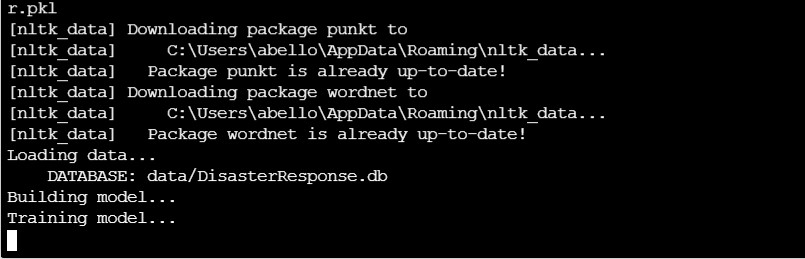 r.pkl
[nltk_data] Downloading package punkt to
[nltk_data]     C:\Users\abello\AppData\Roaming\nltk_data...
[nltk_data]   Package punkt is already up-to-date!
[nltk_data] Downloading package wordnet to
[nltk_data]     C:\Users\abello\AppData\Roaming\nltk_data...
[nltk_data]   Package wordnet is already up-to-date!
Loading data...
    DATABASE: data/DisasterResponse.db
Building model...
Training model...